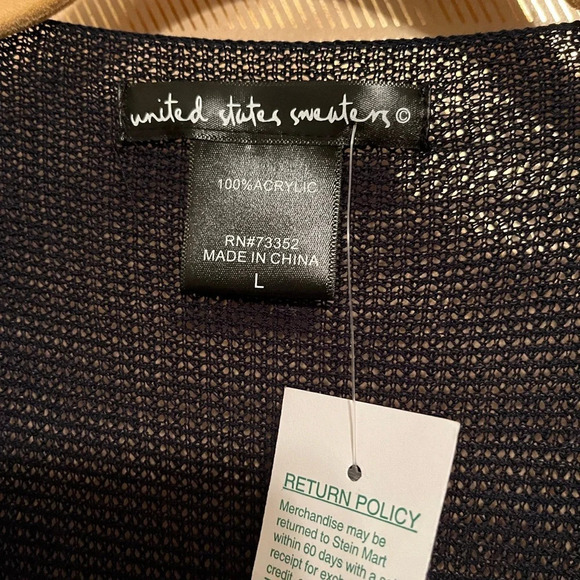 united states sweaters ©
100%ACRYLIC
RN#73352
MADE IN CHINA
L
RETURN POLICY
Merchandise may be
returned to Stein Mart
within 60 days with a
receipt for
credit